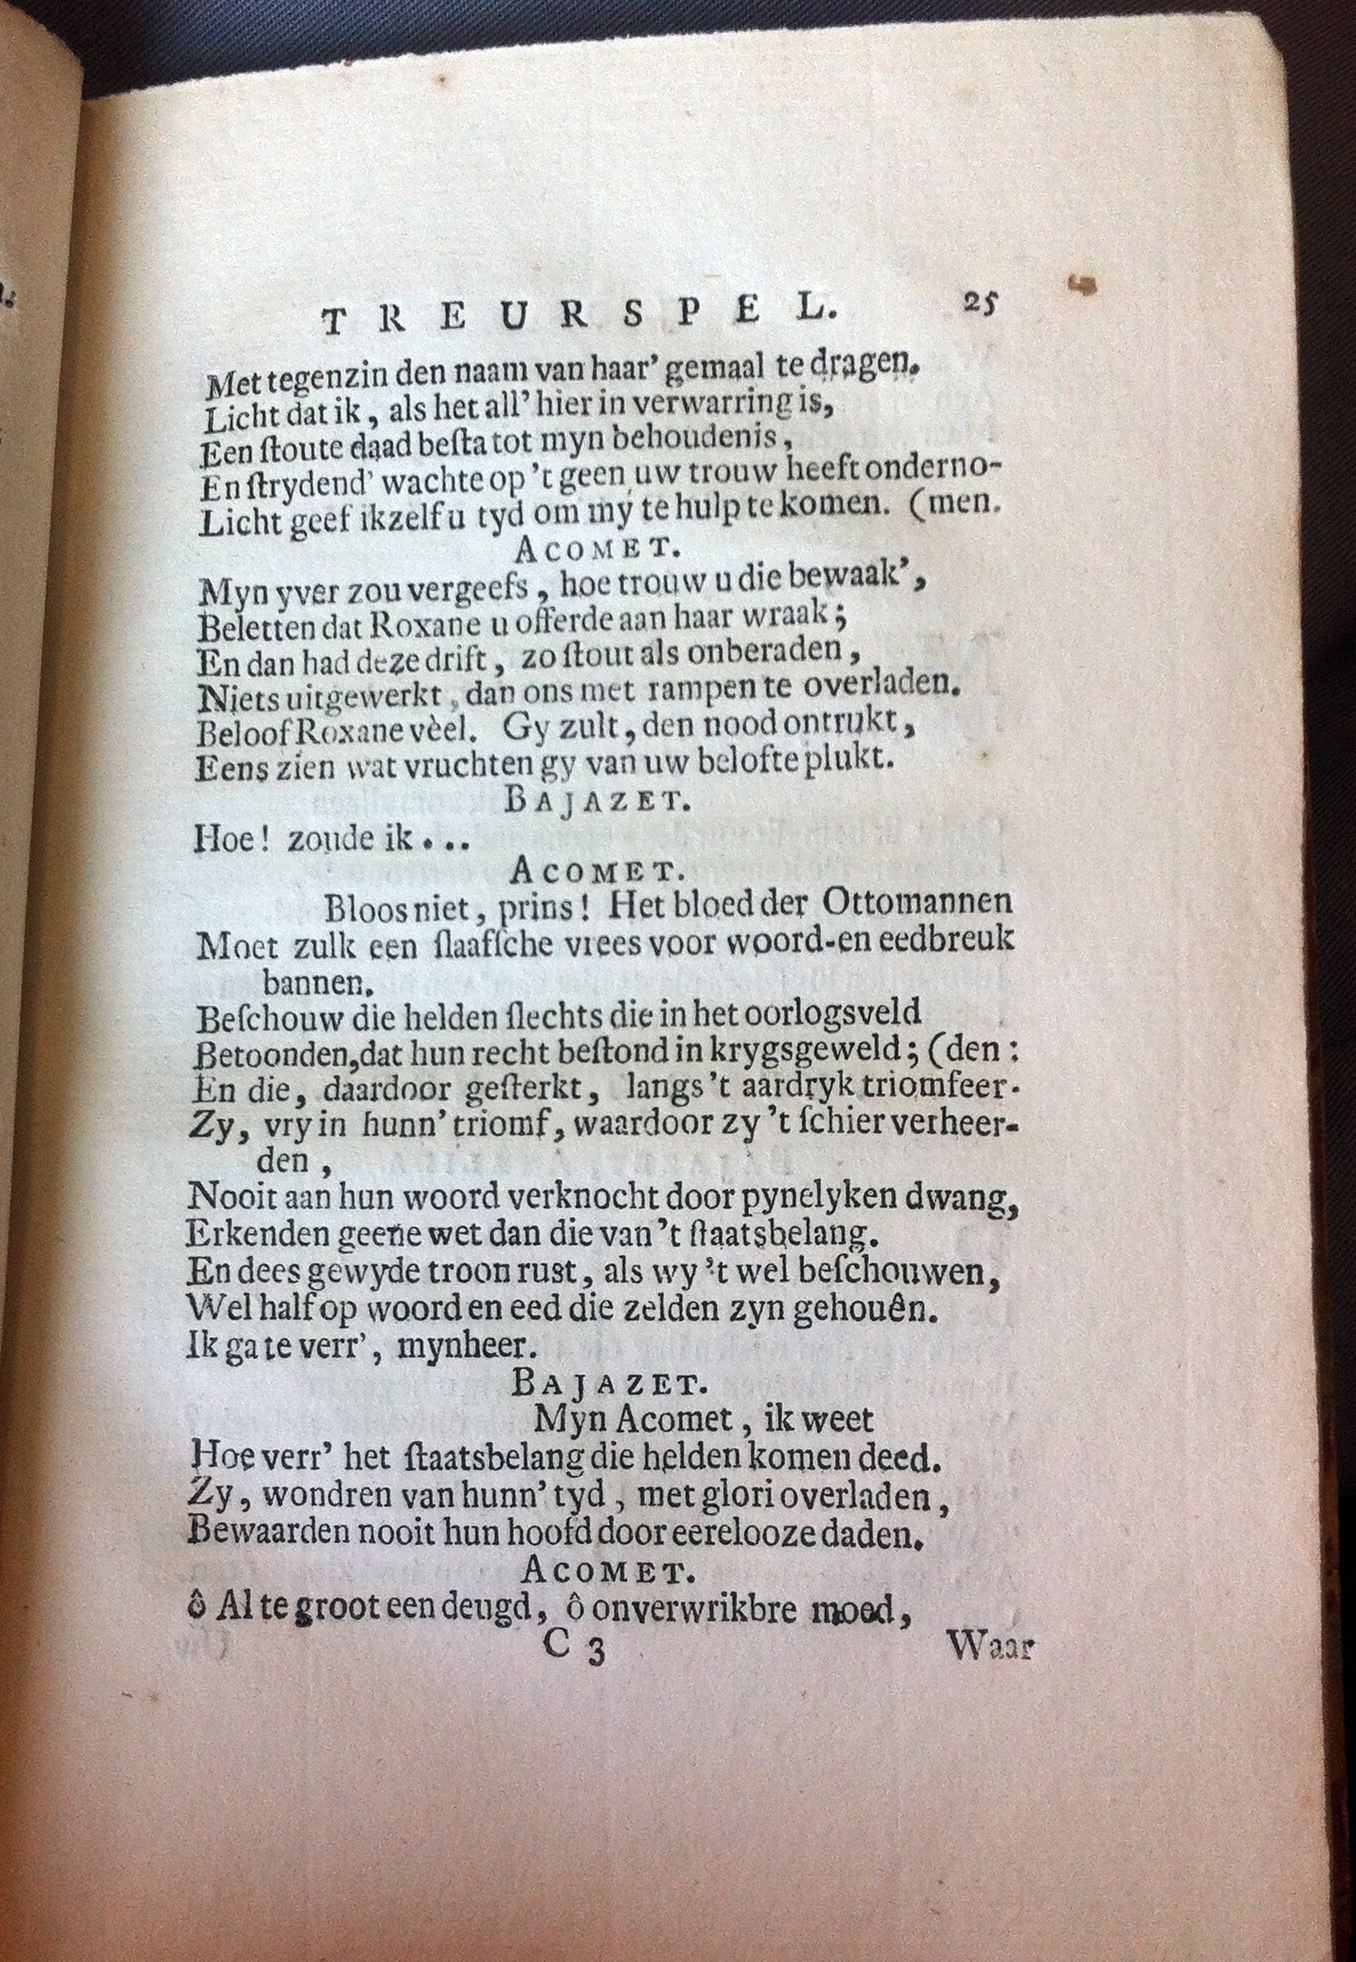 TREURSPEL. 25
Met tegenzin den naam van haar' gemaal te dragen.
Licht dat ik, als het all' hier in verwarring is,
Een ſtoute daad beſta tot myn behoudenis,
En ſtrydend' wachte op 't geen uw trouw heeft onderno-
Licht geef ikzelf u tyd om my te hulp te komen. (men.
ACOMET.
Myn yver zou vergeefs, hoe trouw u die bewaak',
Beletten dat Roxane u offerde aan haar wraak;
En dan had deze drift, zo ſtout als onberaden,
Niets uitgewerkt, dan ons met rampen te overladen.
Beloof Roxane vèel. Gy zult, den nood ontrukt,
Eens zien wat vruchten gy van uw belofte plukt.
BAJAZET.
Hoe! zoude ik...
ACOMET.
Bloos niet, prins! Het bloed der Ottomannen
Moet zulk een ſlaafſche vrees voor woord-en eedbreuk
bannen.
Beſchouw die helden ſlechts die in het oorlogsveld
Betoonden, dat hun recht beſtond in krygsgeweld; (den:
En die, daardoor geſterkt, langs 't aardryk triomfeer-
Zy, vry in hunn' triomf, waardoor zy 't ſchier verheer-
den,
Nooit aan hun woord verknocht door pynelyken dwang,
Erkenden geene wet dan die van 't ſtaatsbelang.
En dees gewyde troon rust, als wy 't wel beſchouwen,
Wel half op woord en eed die zelden zyn gehouên.
Ik ga te verr', mynheer.
BAJAZET.
Myn Acomet, ik weet
Hoe verr' het ſtaatsbelang die helden komen deed.
Zy, wondren van hunn' tyd, met glori overladen,
Bewaarden nooit hun hoofd door eerelooze daden.
ACOMET.
ô Al te groot een deugd, ô onverwrikbre moed,
C 3 Waar